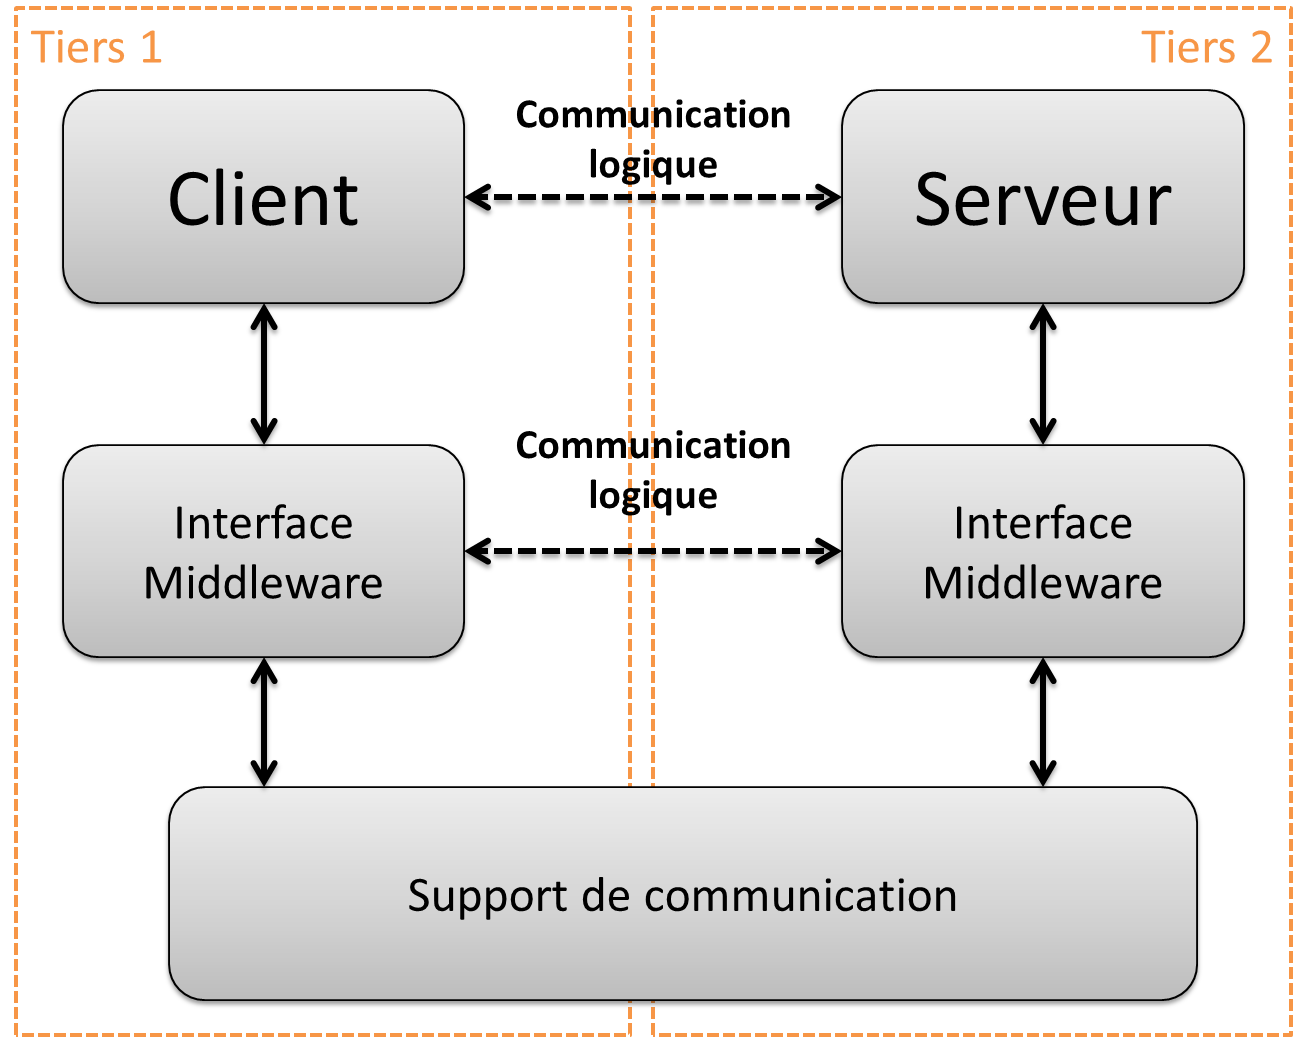 Tiers 1
Tiers 2
Communication
logique
Client
Serveur
Communication
logique
Interface
Middleware
Interface
Middleware
Support de communication